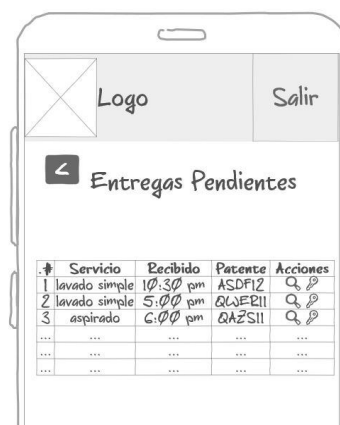 Logo Salir
<
Entregas Pendientes
.# Servicio Recibido Patente Acciones
1 lavado simple 10:30 pm ASDF12
2 lavado simple 5:00 pm QWER11
3 aspirado 6:00 pm QAZS11
... ... ... ... ...
... ... ... ... ...
... ... ... ... ...